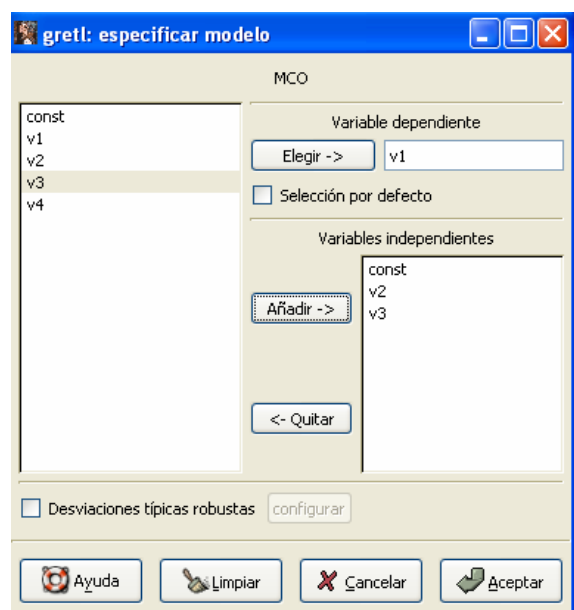 gretl: especificar modelo
MCO
const
v1
v2
v3
v4
Variable dependiente
Elegir ->
v1
Selección por defecto
Variables independientes
Añadir ->
const
v2
v3
<- Quitar
Desviaciones típicas robustas
configurar
Ayuda
Limpiar
Cancelar
Aceptar